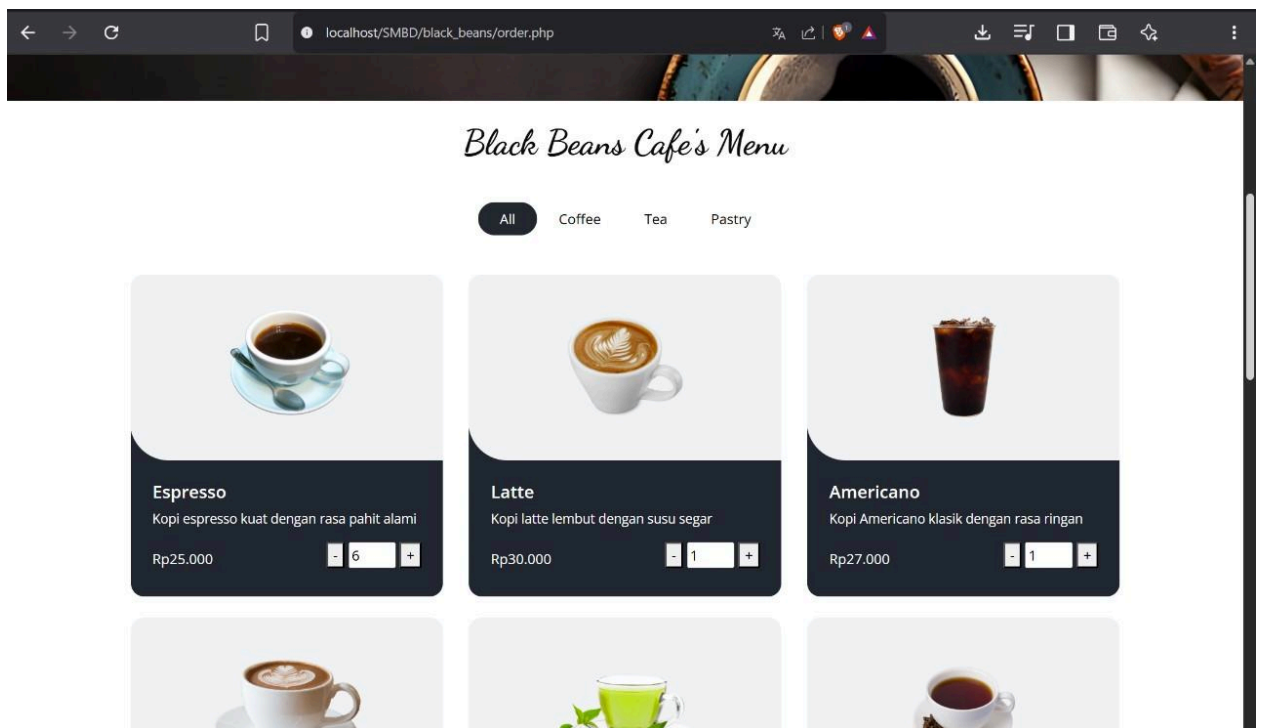 localhost/SMBD/black_beans/order.php
Black Beans Cafe's Menu
All Coffee Tea Pastry
Espresso
Kopi espresso kuat dengan rasa pahit alami
Rp25.000 - 6 +
Latte
Kopi latte lembut dengan susu segar
Rp30.000 - 1 +
Americano
Kopi Americano klasik dengan rasa ringan
Rp27.000 - 1 +